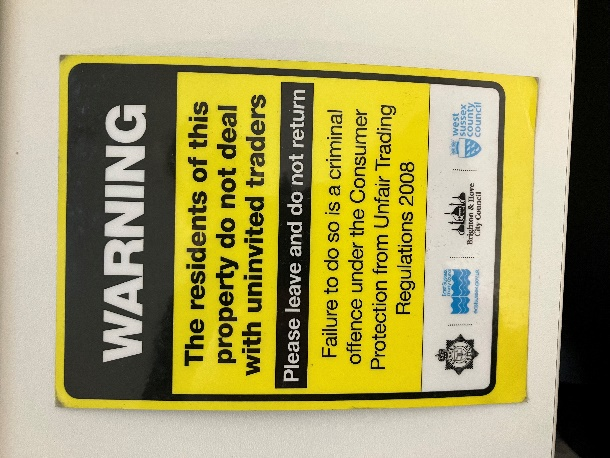 WARNING
The residents of this
property do not deal
with uninvited traders
Please leave and do not return
Failure to do so is a criminal
offence under the Consumer
Protection from Unfair Trading
Regulations 2008
Brighton & Hove
City Council
west
sussex
county
council